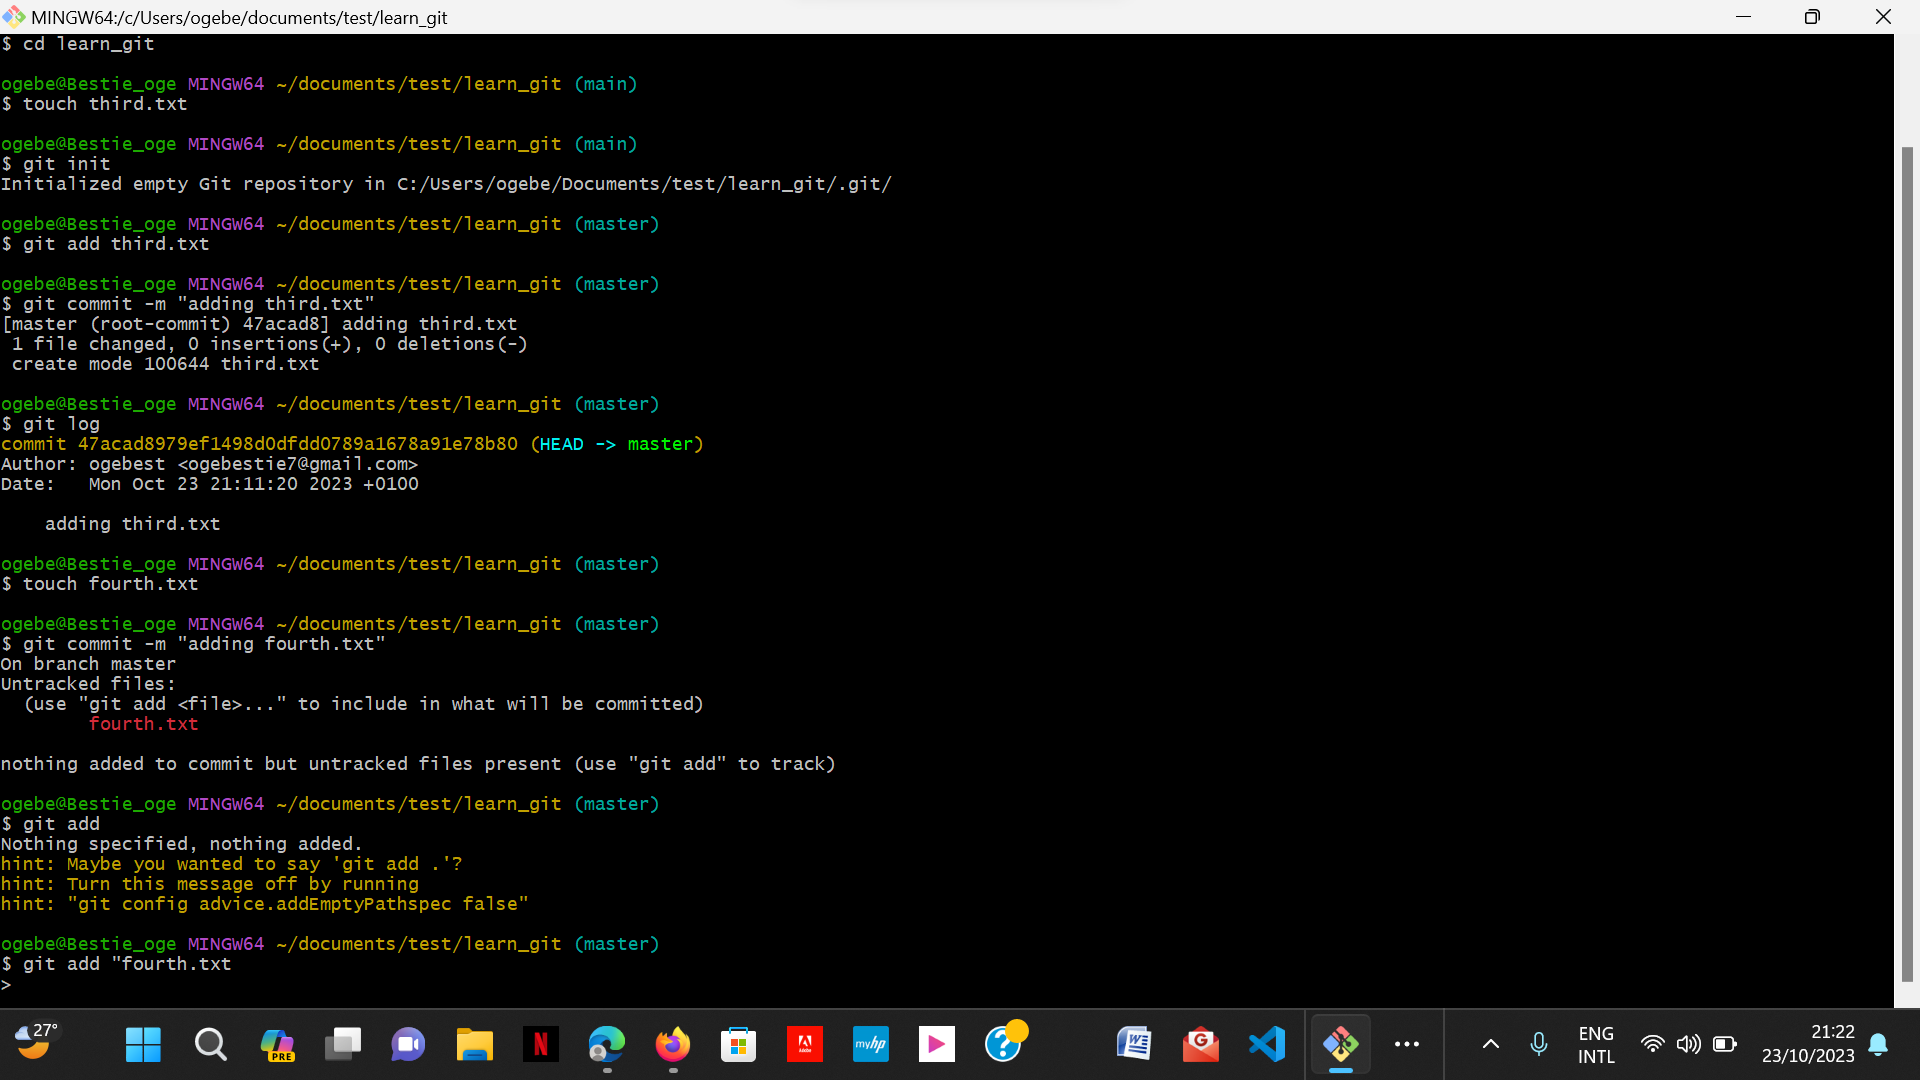 MINGW64:/c/Users/ogebe/documents/test/learn_git
$ cd learn_git
ogebe@Bestie_oge MINGW64 ~/documents/test/learn_git (main)
$ touch third.txt
ogebe@Bestie_oge MINGW64 ~/documents/test/learn_git (main)
$ git init
Initialized empty Git repository in C:/Users/ogebe/Documents/test/learn_git/.git/
ogebe@Bestie_oge MINGW64 ~/documents/test/learn_git (master)
$ git add third.txt
ogebe@Bestie_oge MINGW64 ~/documents/test/learn_git (master)
$ git commit -m "adding third.txt"
[master (root-commit) 47acad8] adding third.txt
 1 file changed, 0 insertions(+), 0 deletions(-)
 create mode 100644 third.txt
ogebe@Bestie_oge MINGW64 ~/documents/test/learn_git (master)
$ git log
commit 47acad8979ef1498d0dfdd0789a1678a91e78b80 (HEAD -> master)
Author: ogebest <ogebestie7@gmail.com>
Date:   Mon Oct 23 21:11:20 2023 +0100
    adding third.txt
ogebe@Bestie_oge MINGW64 ~/documents/test/learn_git (master)
$ touch fourth.txt
ogebe@Bestie_oge MINGW64 ~/documents/test/learn_git (master)
$ git commit -m "adding fourth.txt"
On branch master
Untracked files:
  (use "git add <file>..." to include in what will be committed)
        fourth.txt
nothing added to commit but untracked files present (use "git add" to track)
ogebe@Bestie_oge MINGW64 ~/documents/test/learn_git (master)
$ git add
Nothing specified, nothing added.
hint: Maybe you wanted to say 'git add .'?
hint: Turn this message off by running
hint: "git config advice.addEmptyPathspec false"
ogebe@Bestie_oge MINGW64 ~/documents/test/learn_git (master)
$ git add "fourth.txt
>
27°
PRE
N
Adobe
myhp
?
W
G
ENG
INTL
21:22
23/10/2023